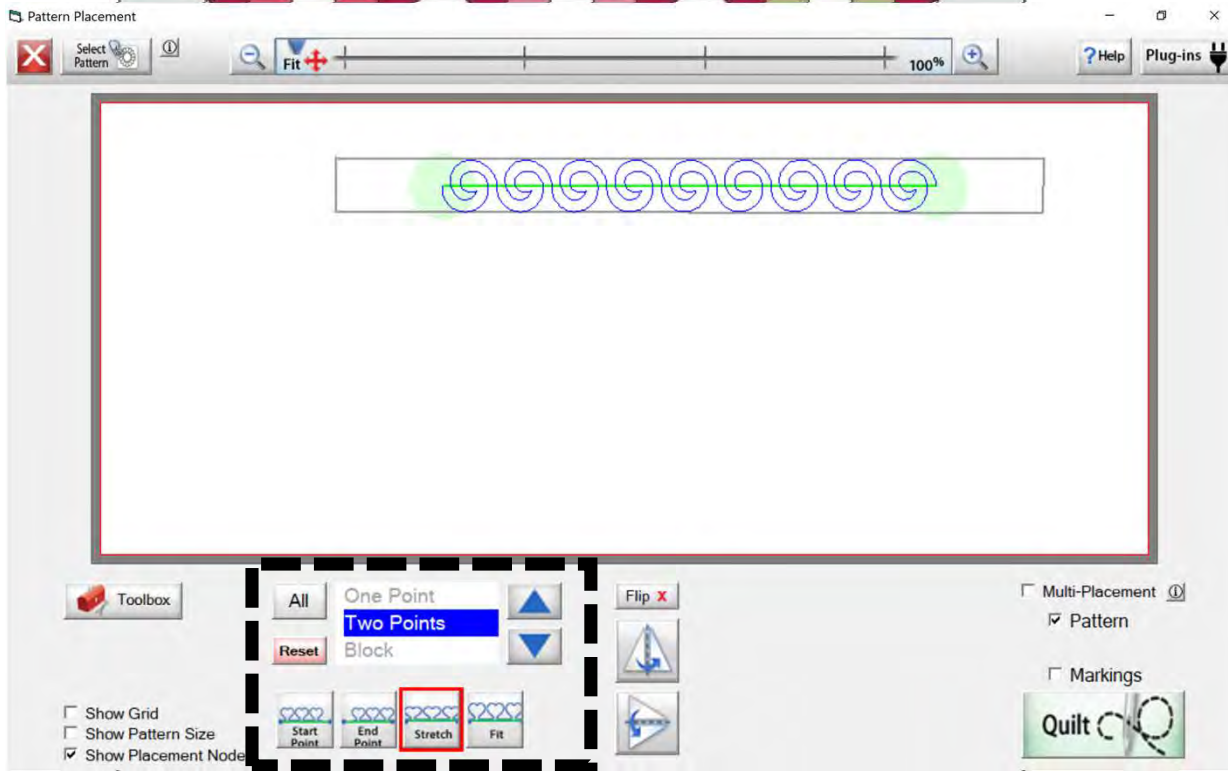 Pattern Placement
Select
Pattern
Fit
100%
?Help
Plug-ins
Toolbox
All
One Point
Two Points
Reset
Block
Flip X
Multi-Placement
Pattern
Markings
Show Grid
Show Pattern Size
Show Placement Node
Start
Point
End
Point
Stretch
Fit
Quilt